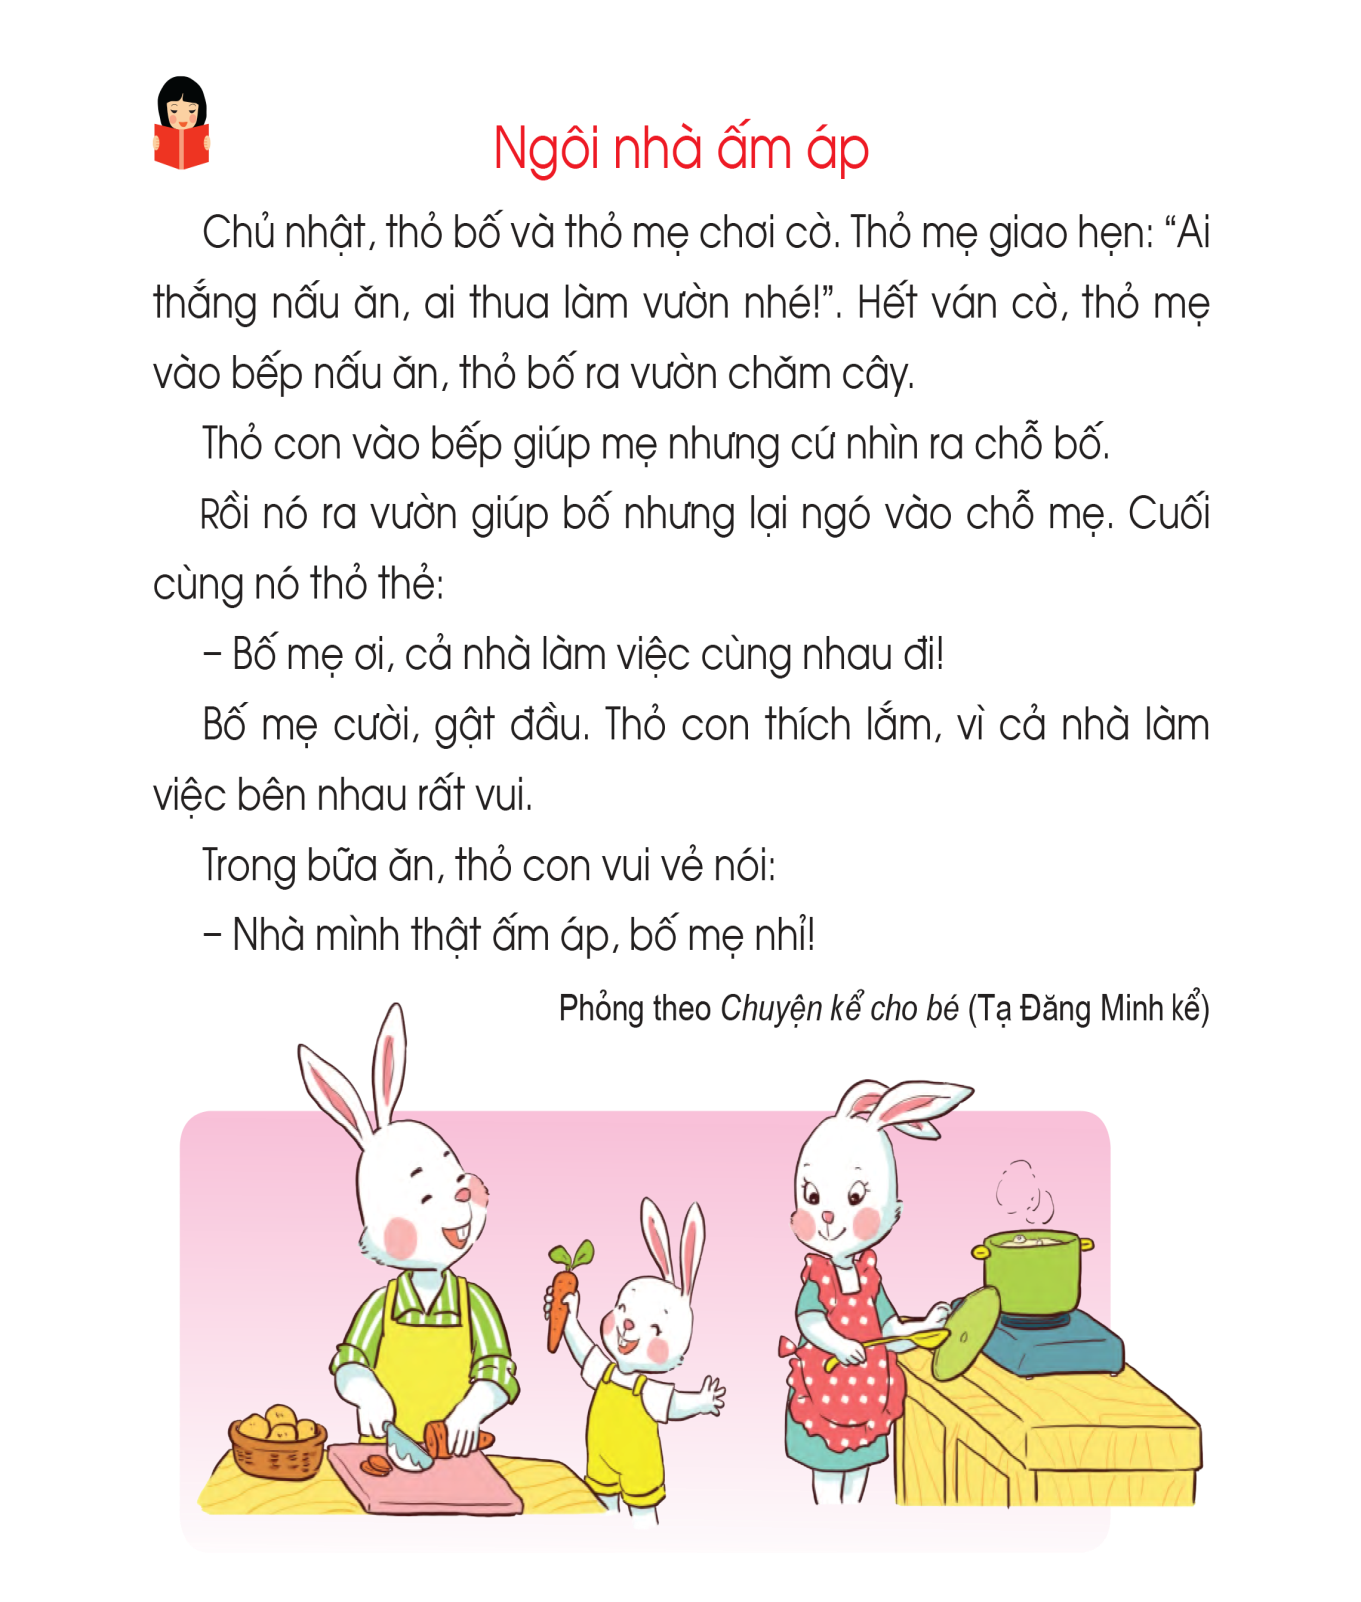 Ngôi nhà ấm áp
Chủ nhật, thỏ bố và thỏ mẹ chơi cờ. Thỏ mẹ giao hẹn: “Ai
thắng nấu ăn, ai thua làm vườn nhé!”. Hết ván cờ, thỏ mẹ
vào bếp nấu ăn, thỏ bố ra vườn chăm cây.
Thỏ con vào bếp giúp mẹ nhưng cứ nhìn ra chỗ bố.
Rồi nó ra vườn giúp bố nhưng lại ngó vào chỗ mẹ. Cuối
cùng nó thỏ thẻ:
– Bố mẹ ơi, cả nhà làm việc cùng nhau đi!
Bố mẹ cười, gật đầu. Thỏ con thích lắm, vì cả nhà làm
việc bên nhau rất vui.
Trong bữa ăn, thỏ con vui vẻ nói:
– Nhà mình thật ấm áp, bố mẹ nhỉ!
Phỏng theo Chuyện kể cho bé (Tạ Đăng Minh kể)